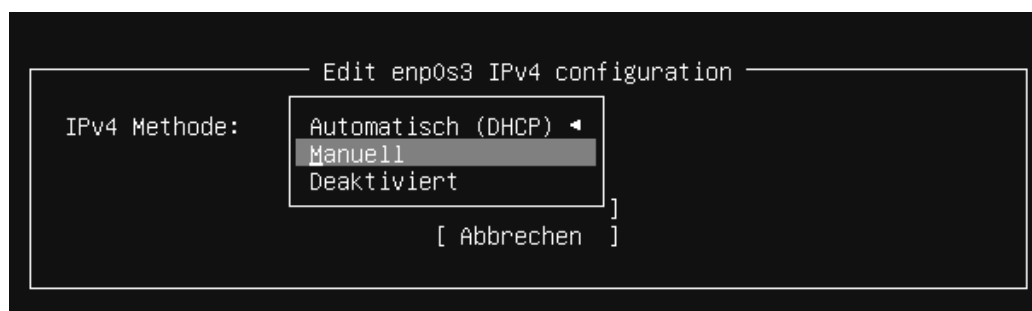 Edit enp0s3 IPv4 configuration
IPv4 Methode:
Automatisch (DHCP) ◂
Manuell
Deaktiviert
]
[ Abbrechen ]